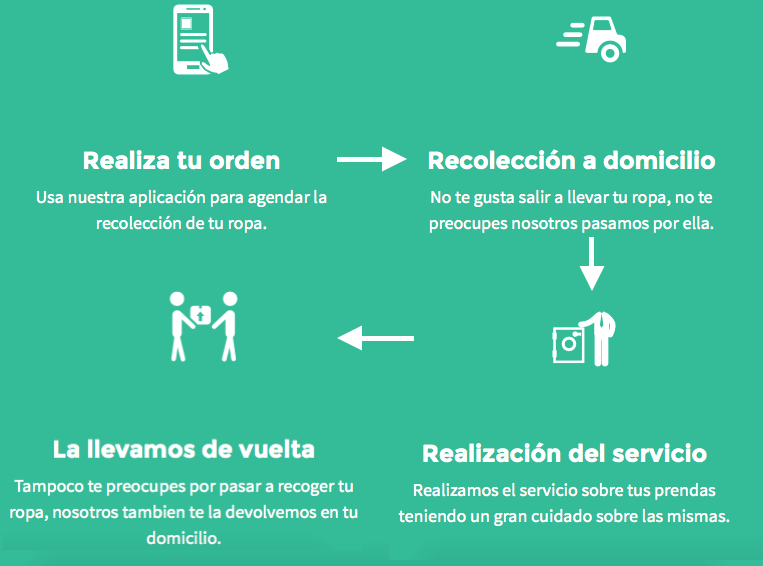 Realiza tu orden
Usa nuestra aplicación para agendar la
recolección de tu ropa.
Recolección a domicilio
No te gusta salir a llevar tu ropa, no te
preocupes nosotros pasamos por ella.
La llevamos de vuelta
Tampoco te preocupes por pasar a recoger tu
ropa, nosotros tambien te la devolvemos en tu
domicilio.
Realización del servicio
Realizamos el servicio sobre tus prendas
teniendo un gran cuidado sobre las mismas.